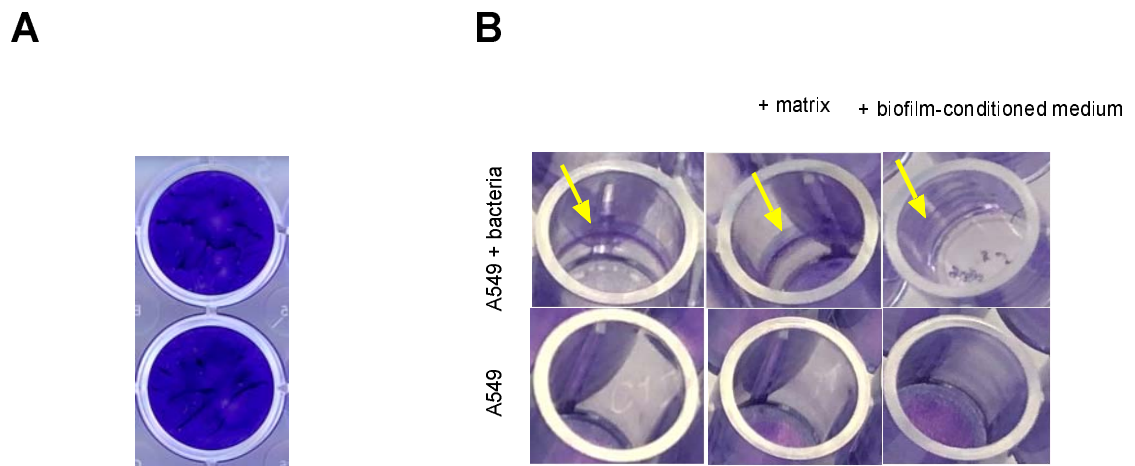 A
B
+ matrix
+ biofilm-conditioned medium
A549 + bacteria
A549